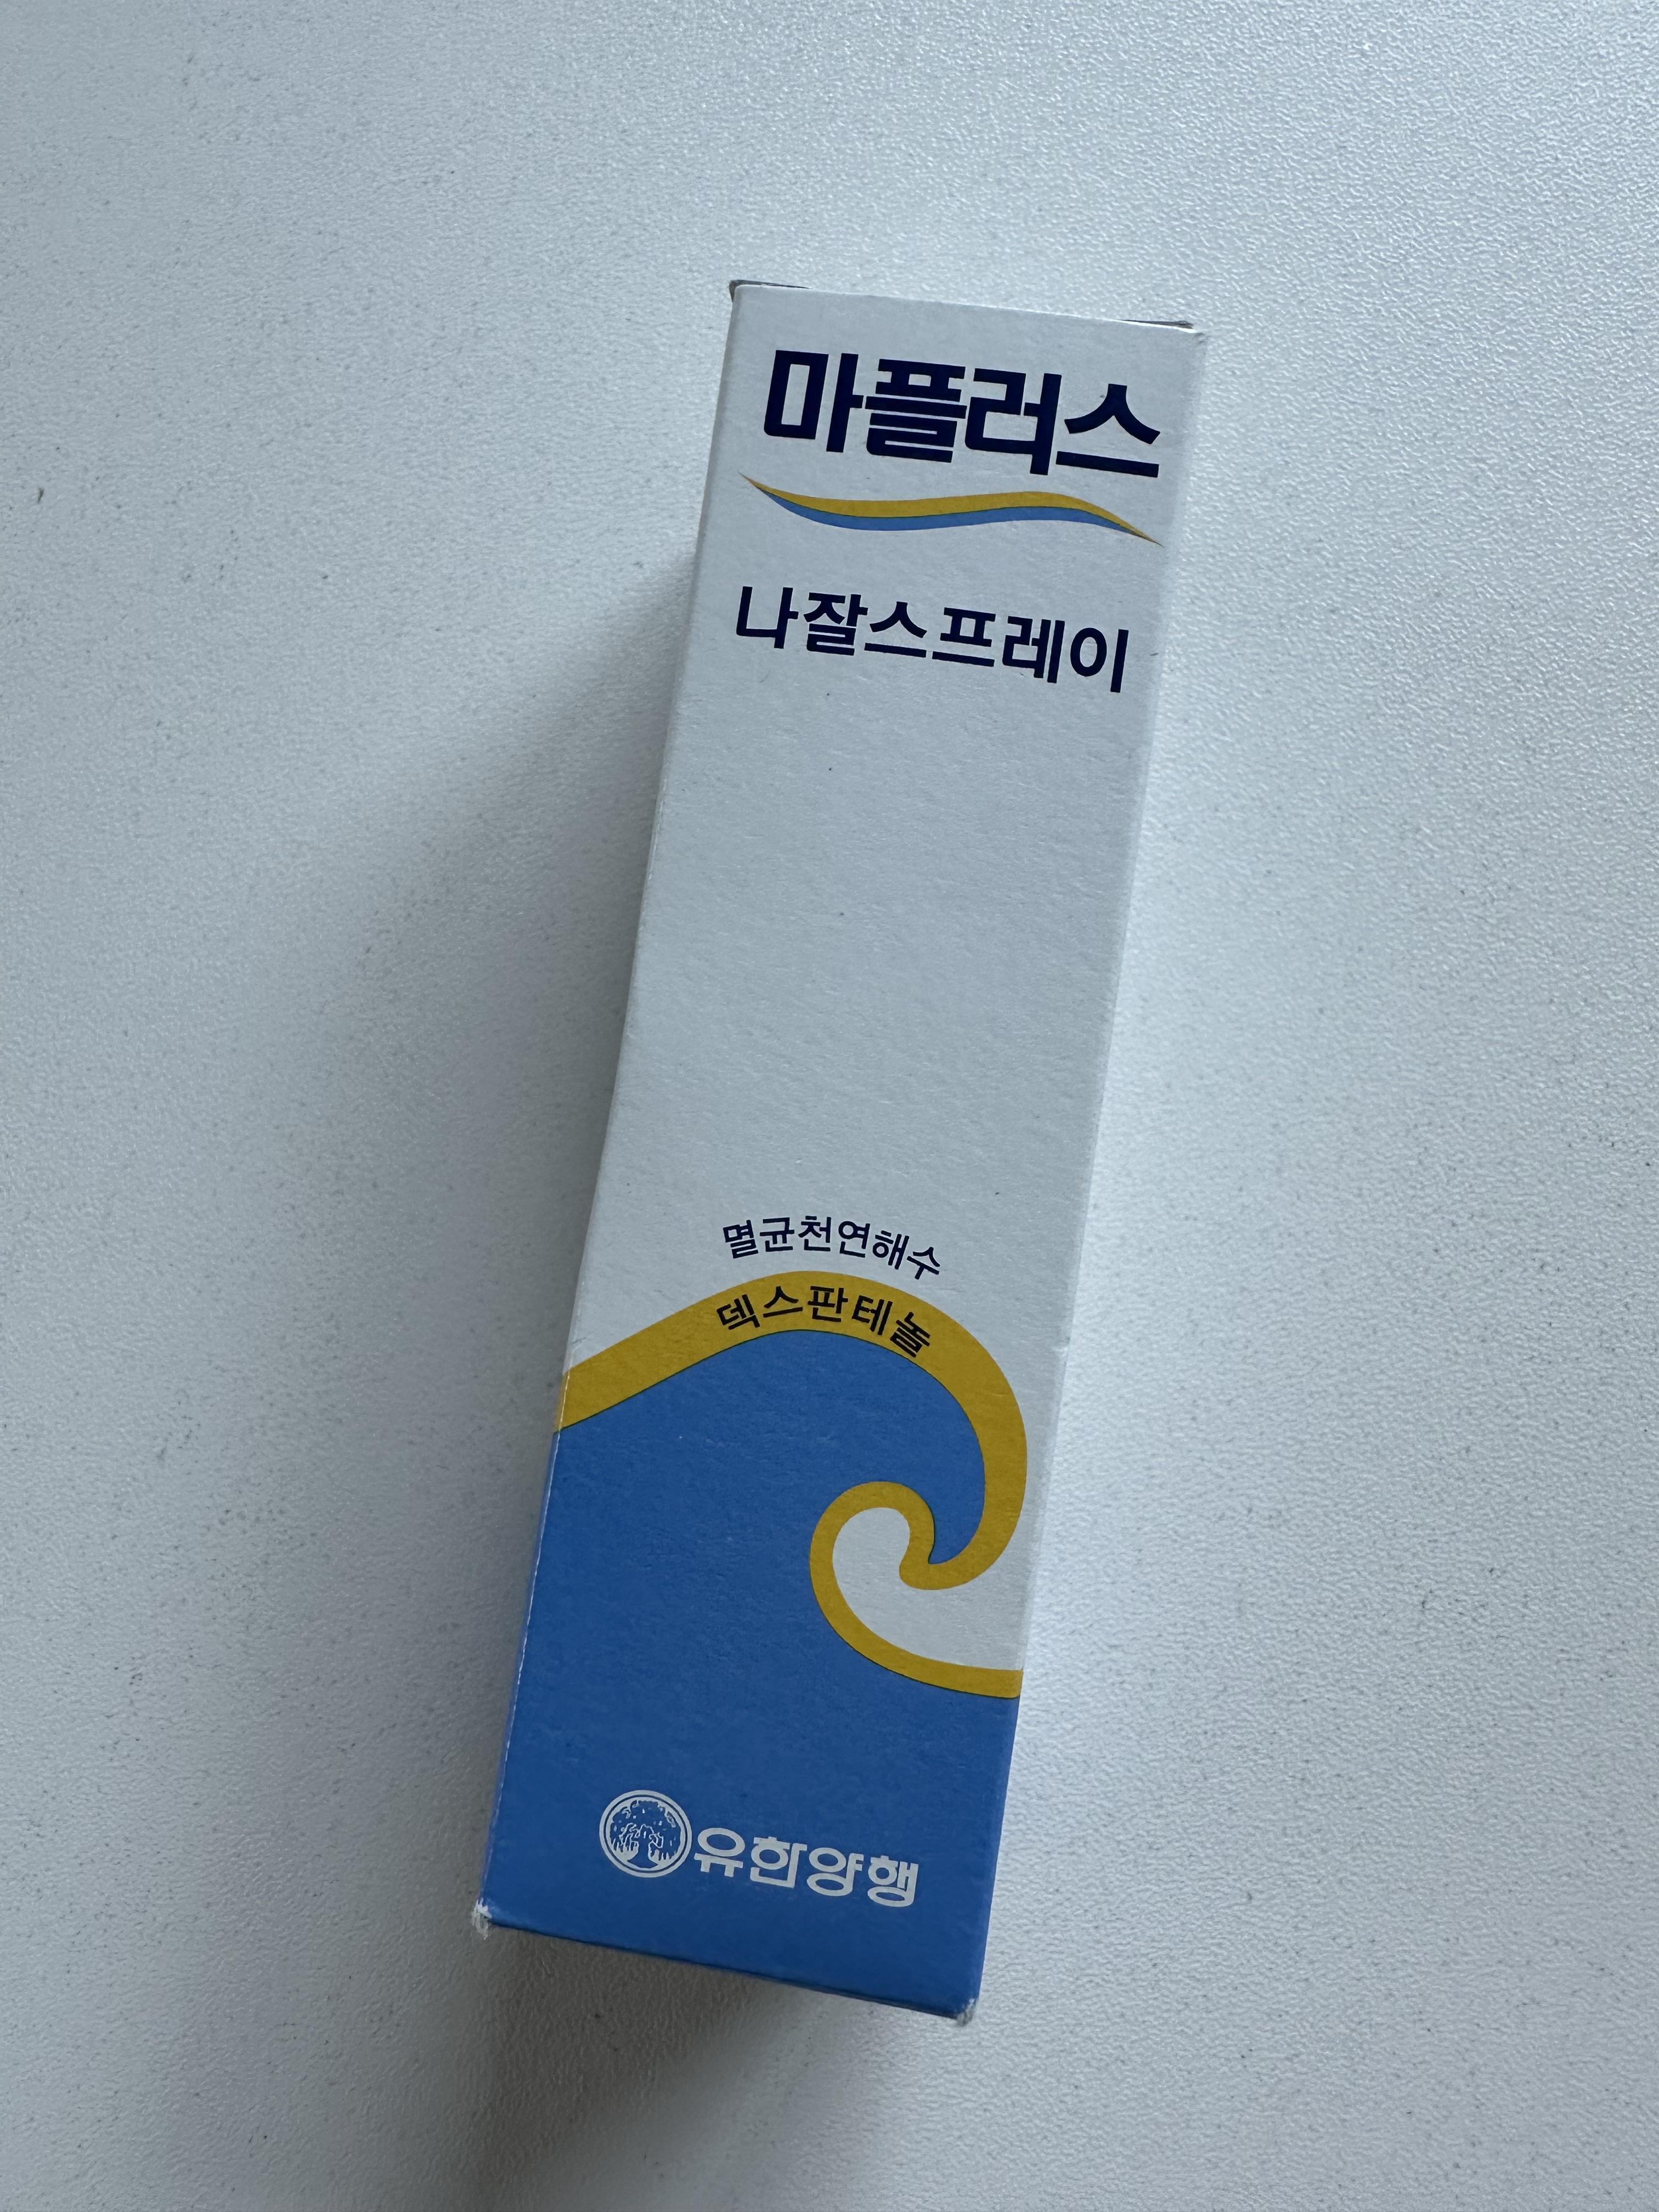 마플러스
나잘스프레이
멸균천연해수
덱스판테놀
유한양행